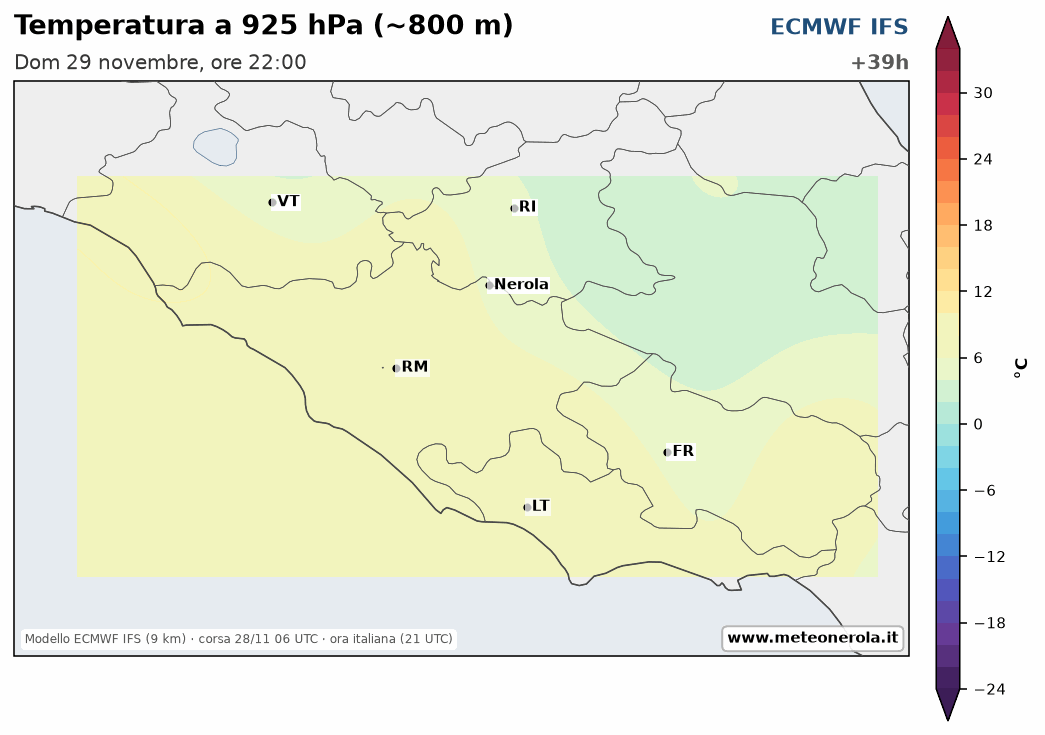 Temperatura a 925 hPa (~800 m)
ECMWF IFS
Dom 29 novembre, ore 22:00
+39h
VT
RI
Nerola
RM
FR
LT
30
24
18
12
6
0
−6
−12
−18
−24
°C
Modello ECMWF IFS (9 km) · corsa 28/11 06 UTC · ora italiana (21 UTC)
www.meteonerola.it